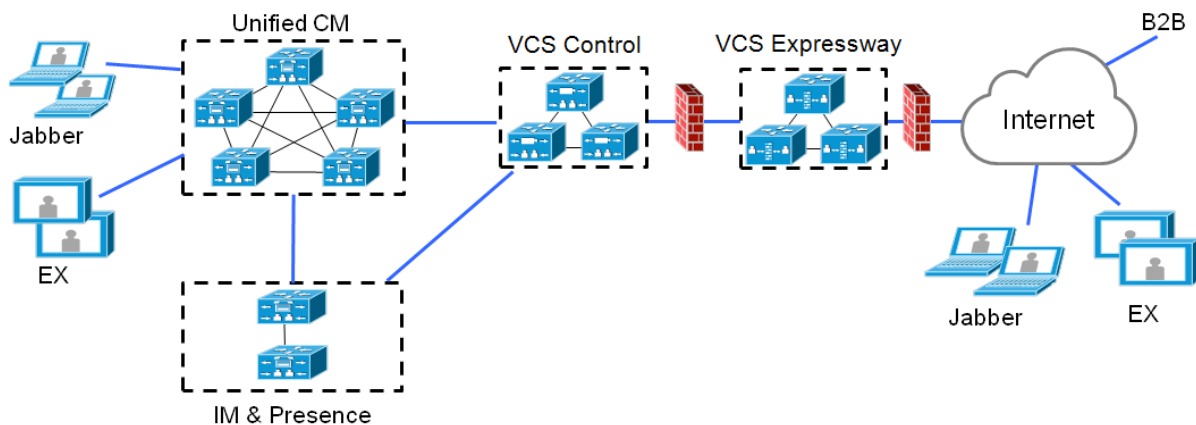 Unified CM
VCS Control
VCS Expressway
B2B
Jabber
Internet
EX
Jabber
EX
IM & Presence